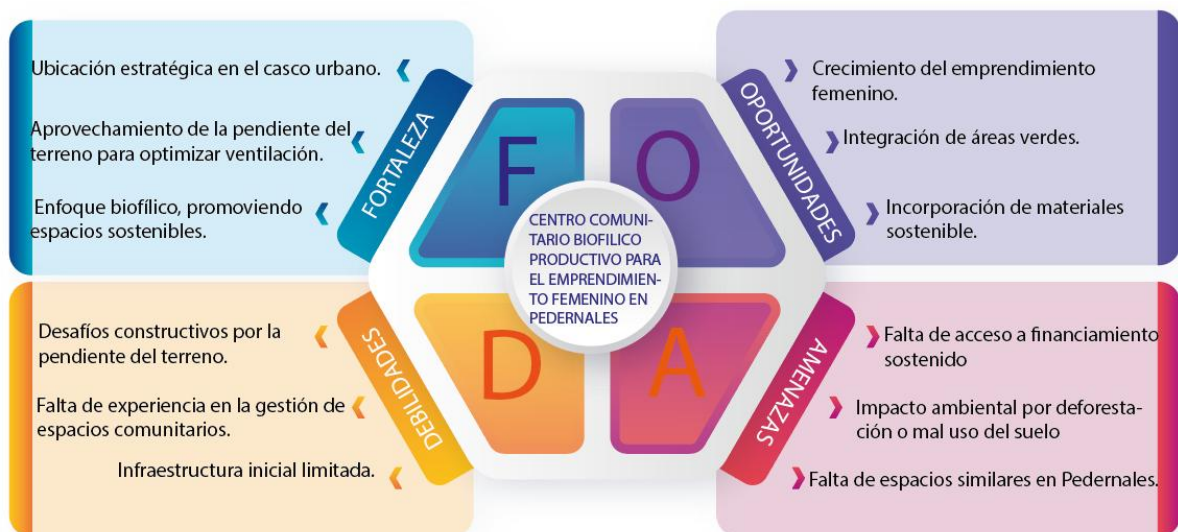 Ubicación estratégica en el casco urbano.
Aprovechamiento de la pendiente del
terreno para optimizar ventilación.
Enfoque biofílico, promoviendo
espacios sostenibles.
FORTALEZA
F
O
OPORTUNIDADES
Crecimiento del emprendimiento
femenino.
Integración de áreas verdes.
Incorporación de materiales
sostenible.
CENTRO COMUNI-
TARIO BIOFILICO
PRODUCTIVO PARA
EL EMPRENDIMIEN-
TO FEMENINO EN
PEDERNALES
Desafíos constructivos por la
pendiente del terreno.
Falta de experiencia en la gestión de
espacios comunitarios.
Infraestructura inicial limitada.
DEBILIDADES
D
A
AMENAZAS
Falta de acceso a financiamiento
sostenido
Impacto ambiental por deforesta-
ción o mal uso del suelo
Falta de espacios similares en Pedernales.